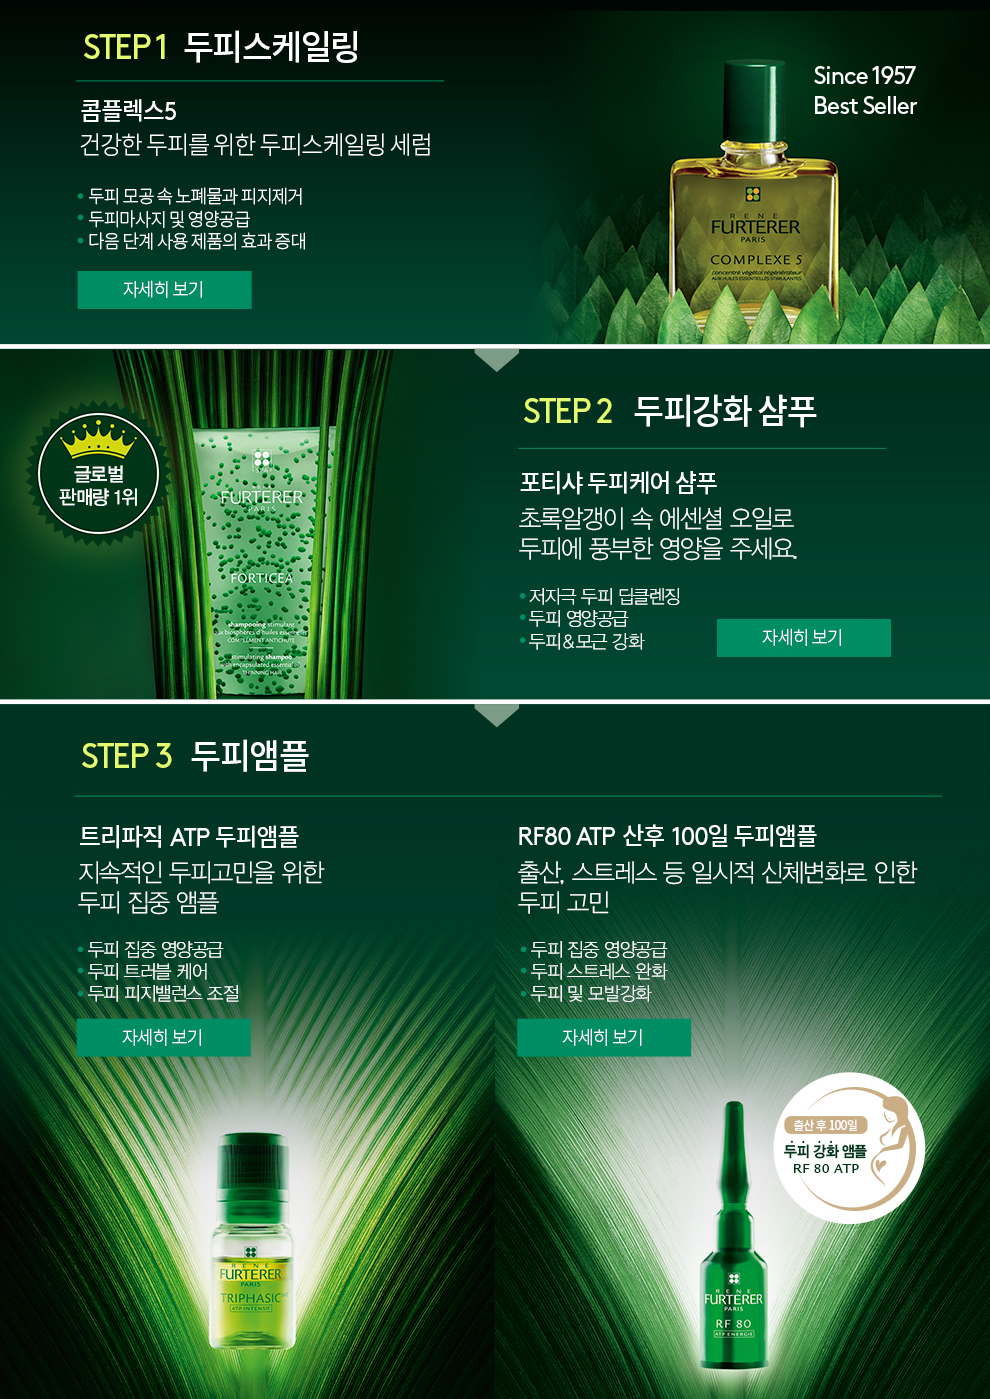 STEP 1 두피스케일링
콤플렉스5
건강한 두피를 위한 두피스케일링 세럼
• 두피 모공 속 노폐물과 피지제거
• 두피마사지 및 영양공급
• 다음 단계 사용 제품의 효과 증대
자세히 보기
Since 1957
Best Seller
RENE
FURTERER
PARIS
COMPLEXE 5
concentré végétal régénérateur
AUX HUILES ESSENTIELLES STIMULANTES
글로벌
판매량 1위
FURTERER
PARIS
FORTICEA
shampooing stimulant
aux biosphères d'huiles essentielles
COMPLÉMENT ANTICHUTE
stimulating shampoo
with encapsulated essential
THINNING HAIR
STEP 2 두피강화 샴푸
포티샤 두피케어 샴푸
초록알갱이 속 에센셜 오일로
두피에 풍부한 영양을 주세요.
• 저자극 두피 딥클렌징
• 두피 영양공급
• 두피&모근 강화
자세히 보기
STEP 3 두피앰플
트리파직 ATP 두피앰플
지속적인 두피고민을 위한
두피 집중 앰플
• 두피 집중 영양공급
• 두피 트러블 케어
• 두피 피지밸런스 조절
자세히 보기
RENE
FURTERER
PARIS
TRIPHASIC
ATP INTENSIF
RF80 ATP 산후 100일 두피앰플
출산, 스트레스 등 일시적 신체변화로 인한
두피 고민
• 두피 집중 영양공급
• 두피 스트레스 완화
• 두피 및 모발강화
자세히 보기
출산 후 100일
두피 강화 앰플
RF 80 ATP
RENE
FURTERER
PARIS
RF 80
ATP ENERGIE